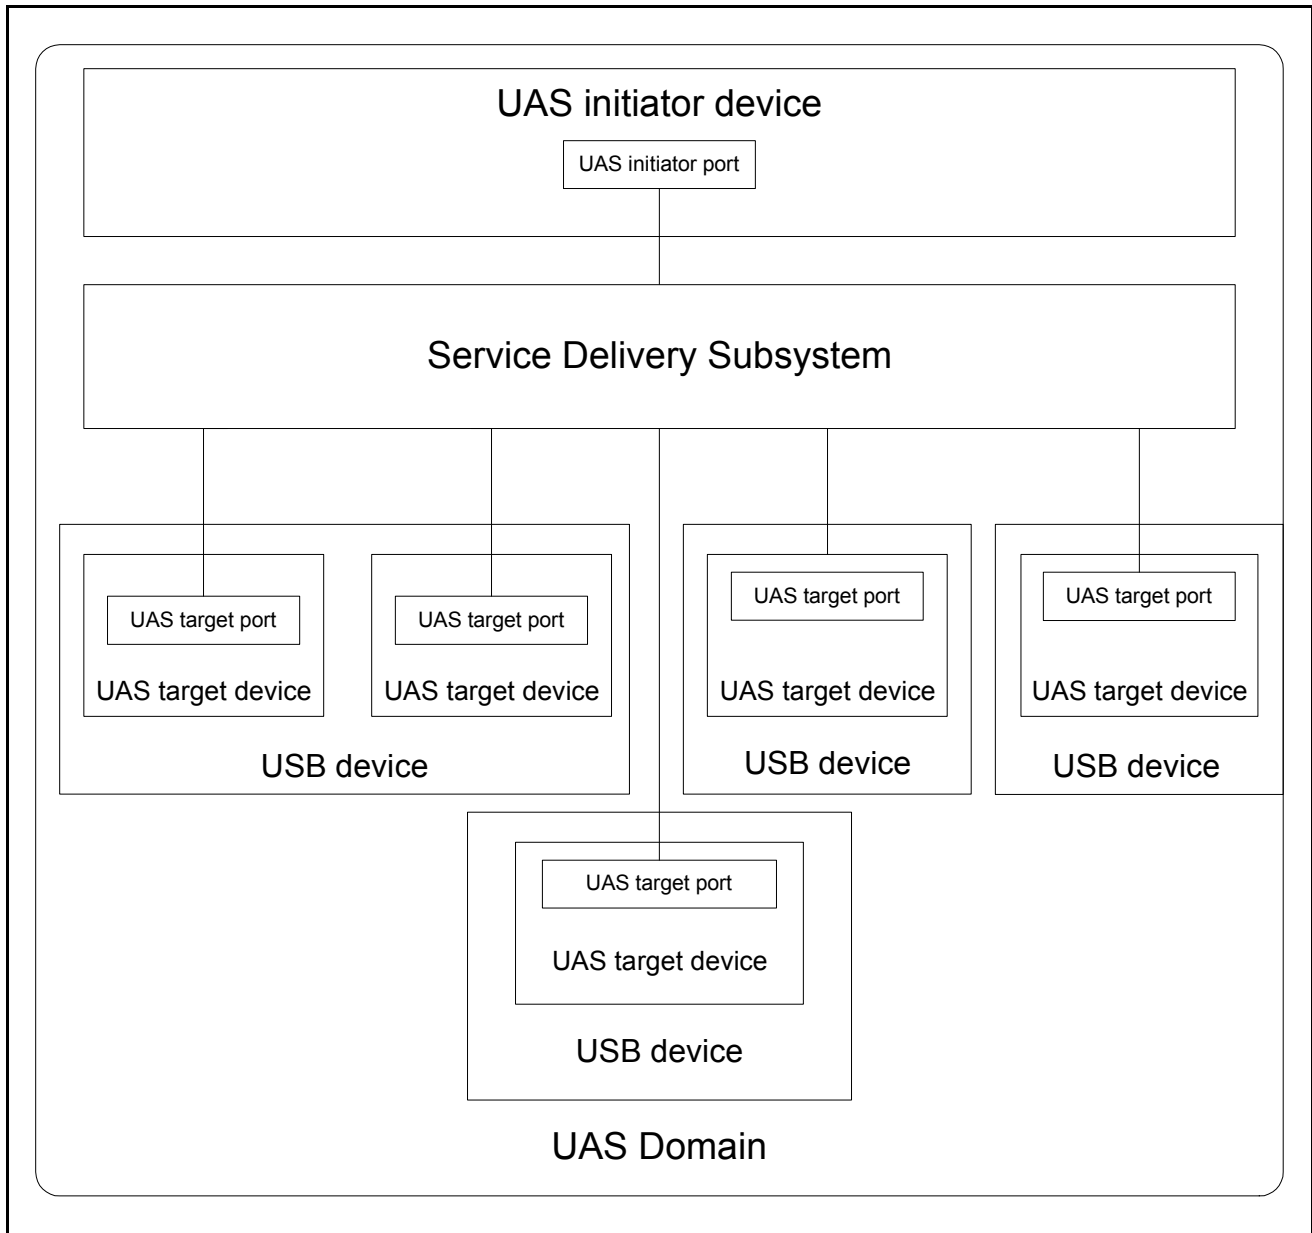 UAS initiator device
UAS initiator port
Service Delivery Subsystem
UAS target port
UAS target device
UAS target port
UAS target device
USB device
UAS target port
UAS target device
USB device
UAS target port
UAS target device
USB device
UAS target port
UAS target device
USB device
UAS Domain